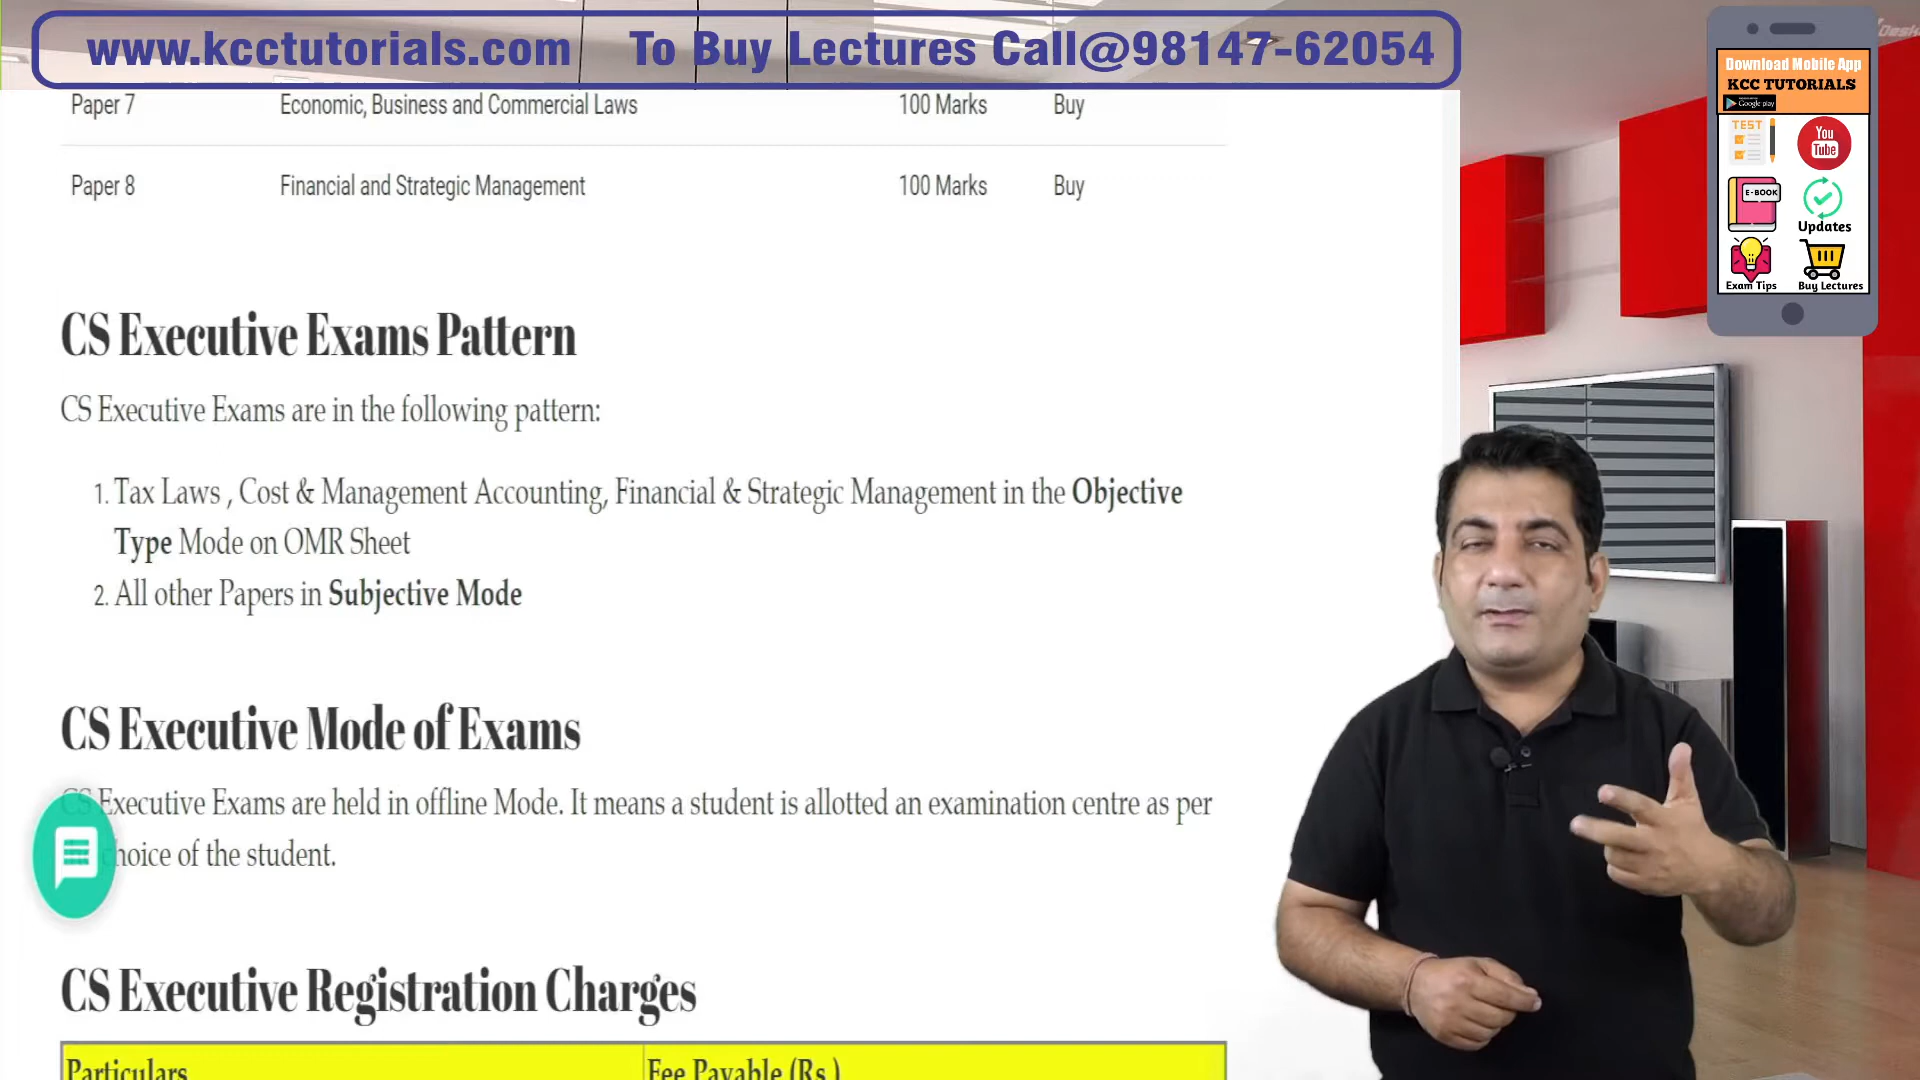 www.kcctutorials.com To Buy Lectures Call@98147-62054
Download Mobile App
KCC TUTORIALS
Google play
TEST
You
Tube
E-BOOK
Updates
Exam Tips
Buy Lectures
Paper 7 Economic, Business and Commercial Laws 100 Marks Buy
Paper 8 Financial and Strategic Management 100 Marks Buy
CS Executive Exams Pattern
CS Executive Exams are in the following pattern:
1. Tax Laws , Cost & Management Accounting, Financial & Strategic Management in the Objective
Type Mode on OMR Sheet
2. All other Papers in Subjective Mode
CS Executive Mode of Exams
CS Executive Exams are held in offline Mode. It means a student is allotted an examination centre as per
choice of the student.
CS Executive Registration Charges
Particulars Fee Payable (Rs.)